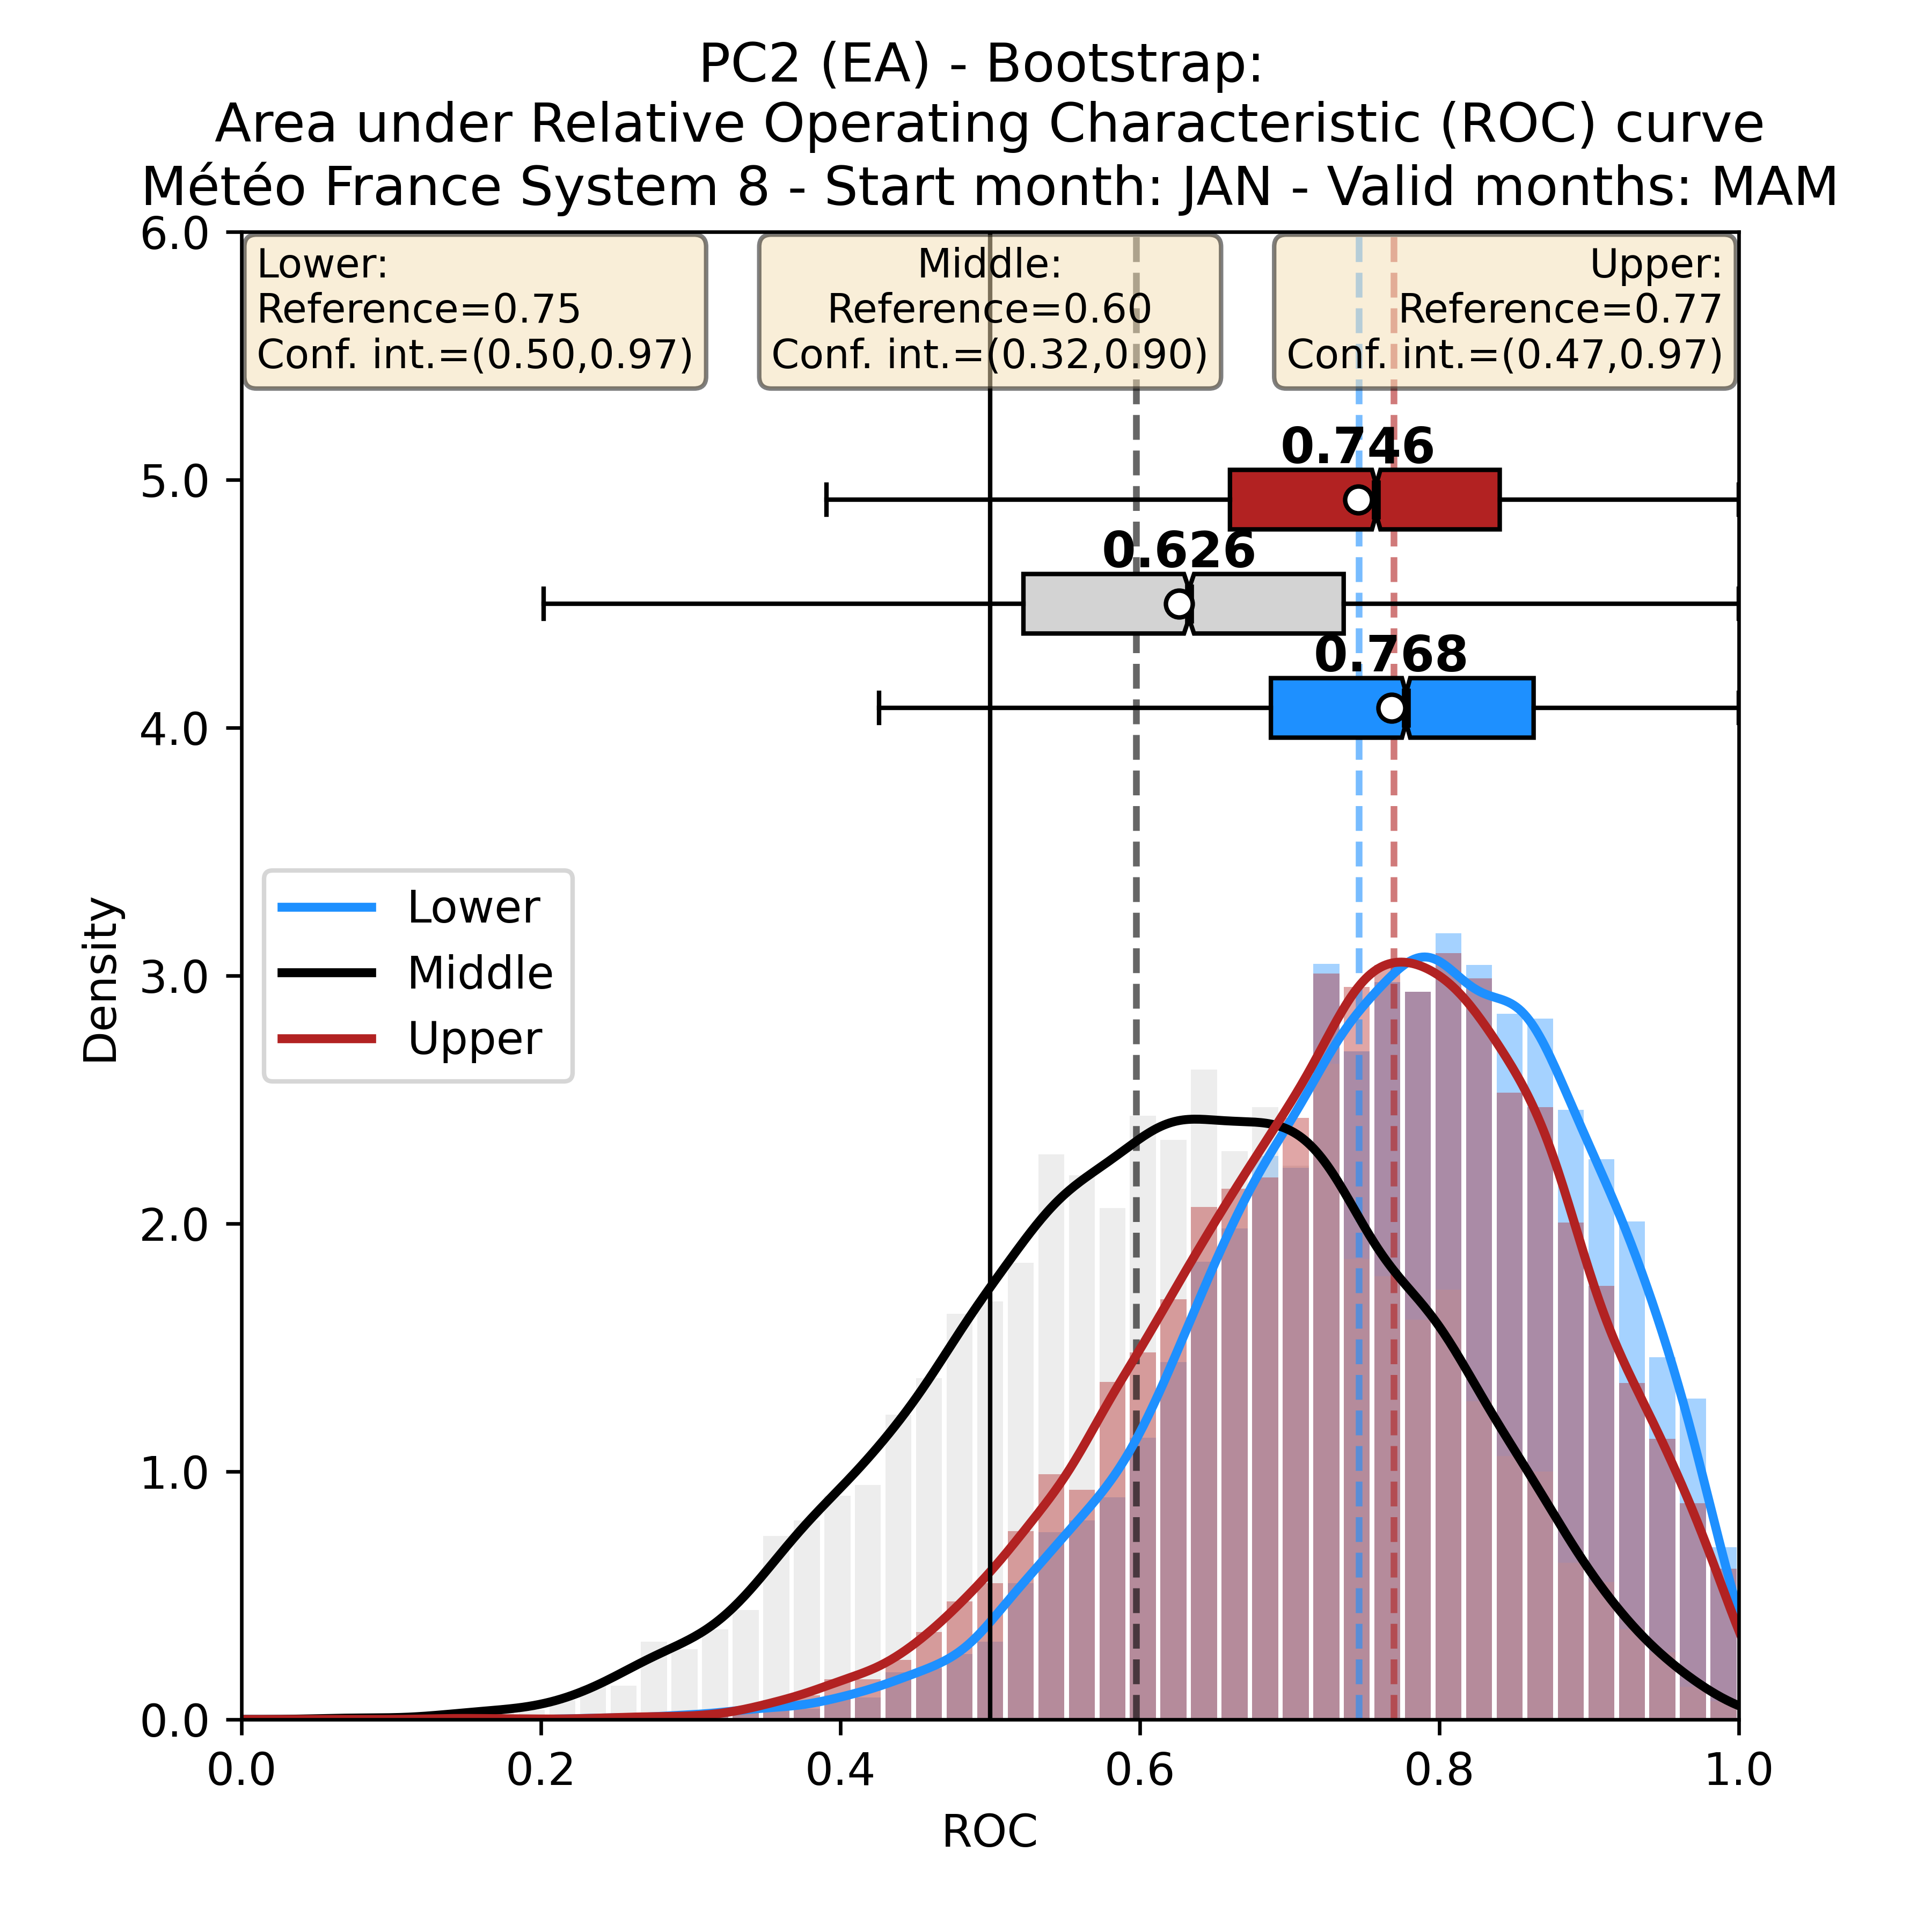 PC2 (EA) - Bootstrap:
Area under Relative Operating Characteristic (ROC) curve
Météo France System 8 - Start month: JAN - Valid months: MAM
Lower:
Reference=0.75
Conf. int.=(0.50,0.97)
Middle:
Reference=0.60
Conf. int.=(0.32,0.90)
Upper:
Reference=0.77
Conf. int.=(0.47,0.97)
0.746
0.626
0.768
Lower
Middle
Upper
Density
6.0
5.0
4.0
3.0
2.0
1.0
0.0
0.0 0.2 0.4 0.6 0.8 1.0
ROC